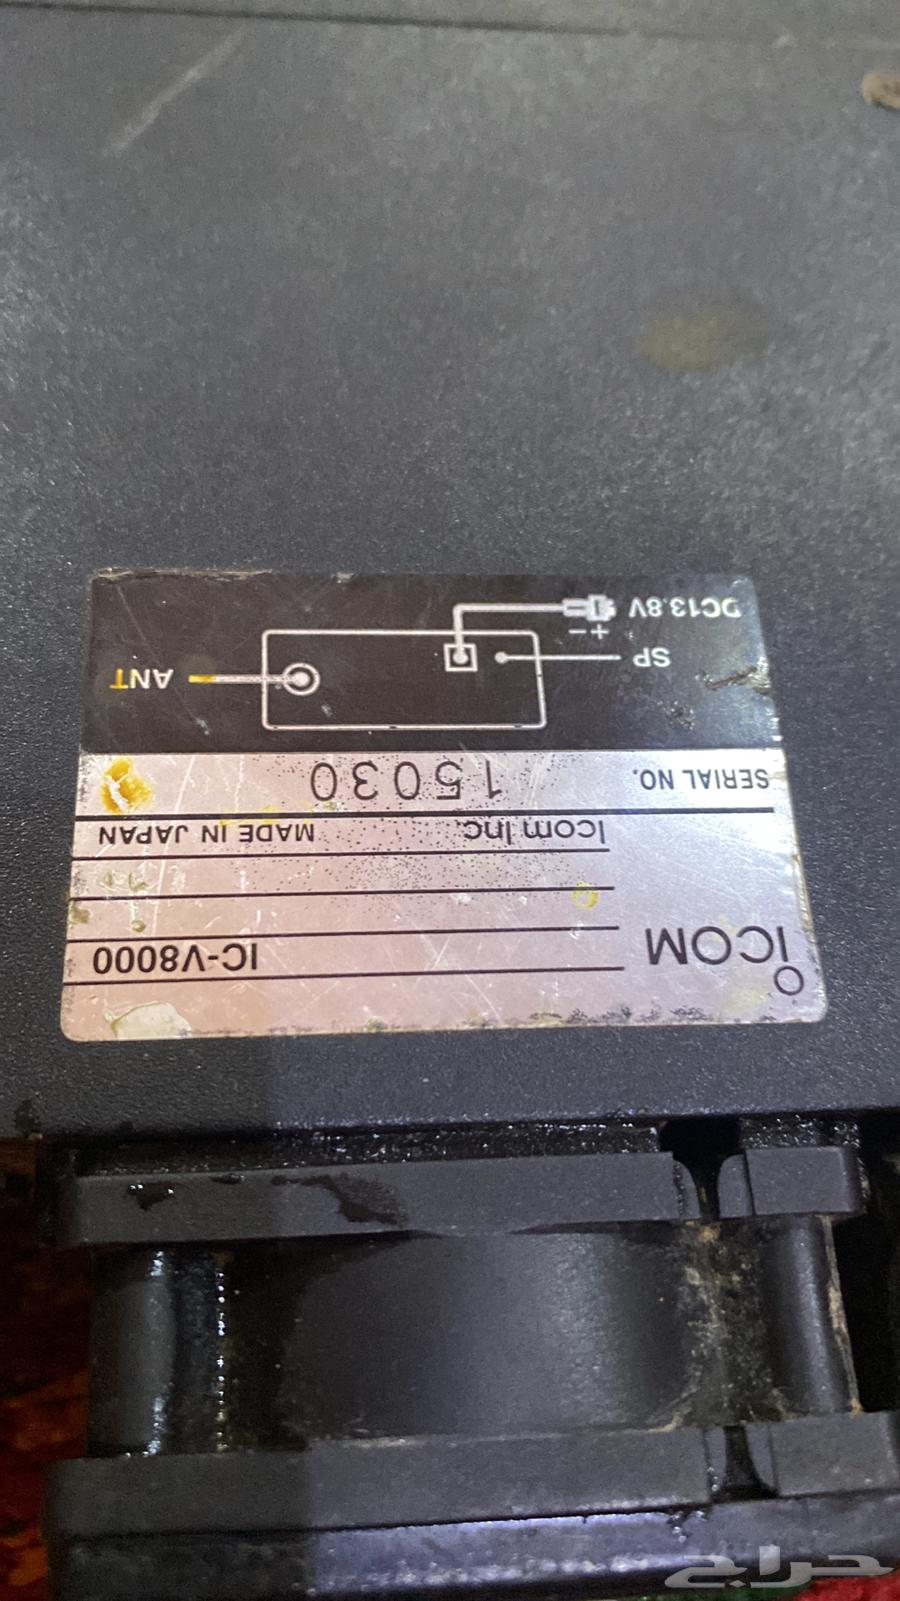 ICOM
IC-V8000
Icom Inc. MADE IN JAPAN
SERIAL NO. 15030
ANT
SP
+ −
DC13.8V
حراج